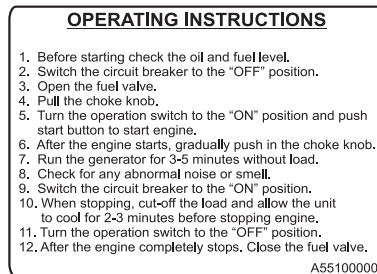 OPERATING INSTRUCTIONS
1. Before starting check the oil and fuel level.
2. Switch the circuit breaker to the “OFF” position.
3. Open the fuel valve.
4. Pull the choke knob.
5. Turn the operation switch to the “ON” position and push
start button to start engine.
6. After the engine starts, gradually push in the choke knob.
7. Run the generator for 3-5 minutes without load.
8. Check for any abnormal noise or smell.
9. Switch the circuit breaker to the “ON” position.
10. When stopping, cut-off the load and allow the unit
to cool for 2-3 minutes before stopping engine.
11. Turn the operation switch to the “OFF” position.
12. After the engine completely stops. Close the fuel valve.
A55100000